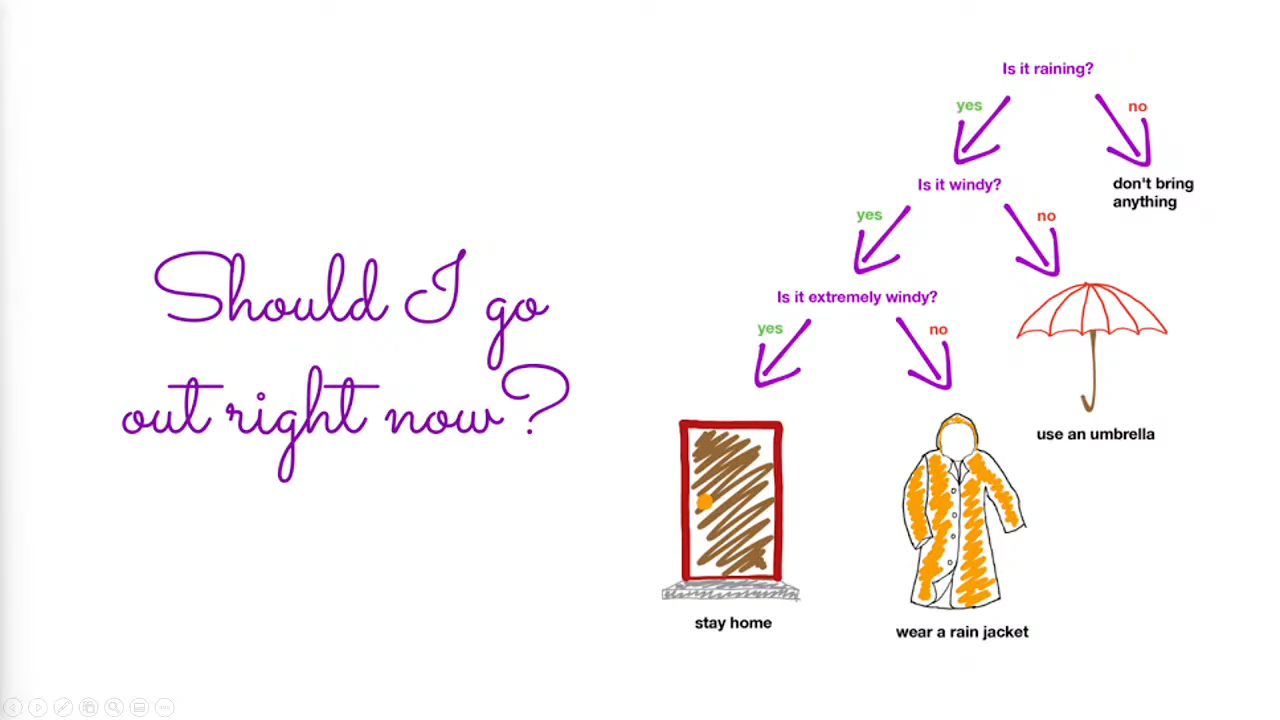 Should I go
out right now?
Is it raining?
yes
no
Is it windy?
don't bring
anything
yes
no
Is it extremely windy?
yes
no
use an umbrella
stay home
wear a rain jacket